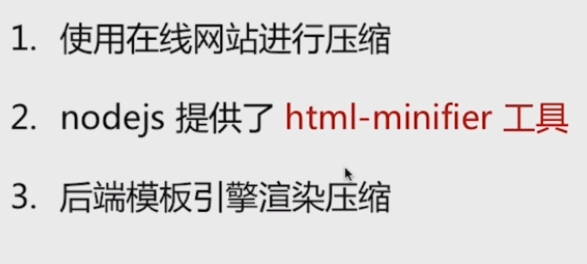 1. 使用在线网站进行压缩
2. nodejs 提供了 html-minifier 工具
3. 后端模板引擎渲染压缩